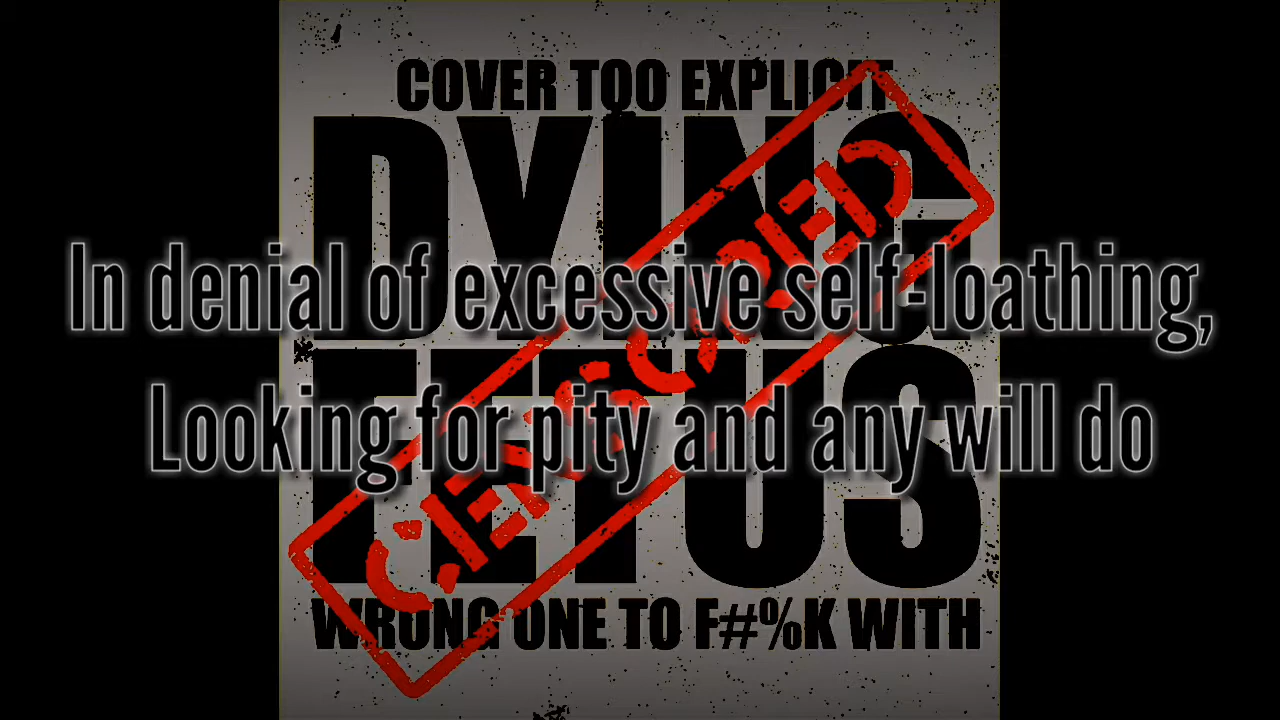 COVER TOO EXPLICIT
DYING
In denial of excessive self-loathing,
CENSORED
FETUS
Looking for pity and any will do
WRONG ONE TO F#%K WITH